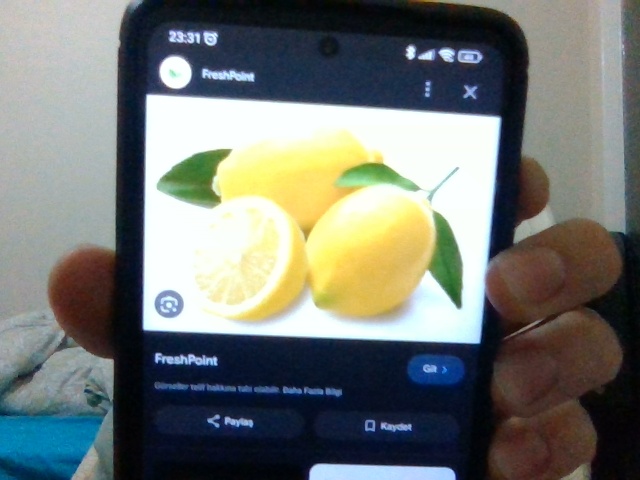 23:31
FreshPoint
FreshPoint
Git
Görseller telif hakkına tabi olabilir. Daha Fazla Bilgi
Paylaş
Kaydet